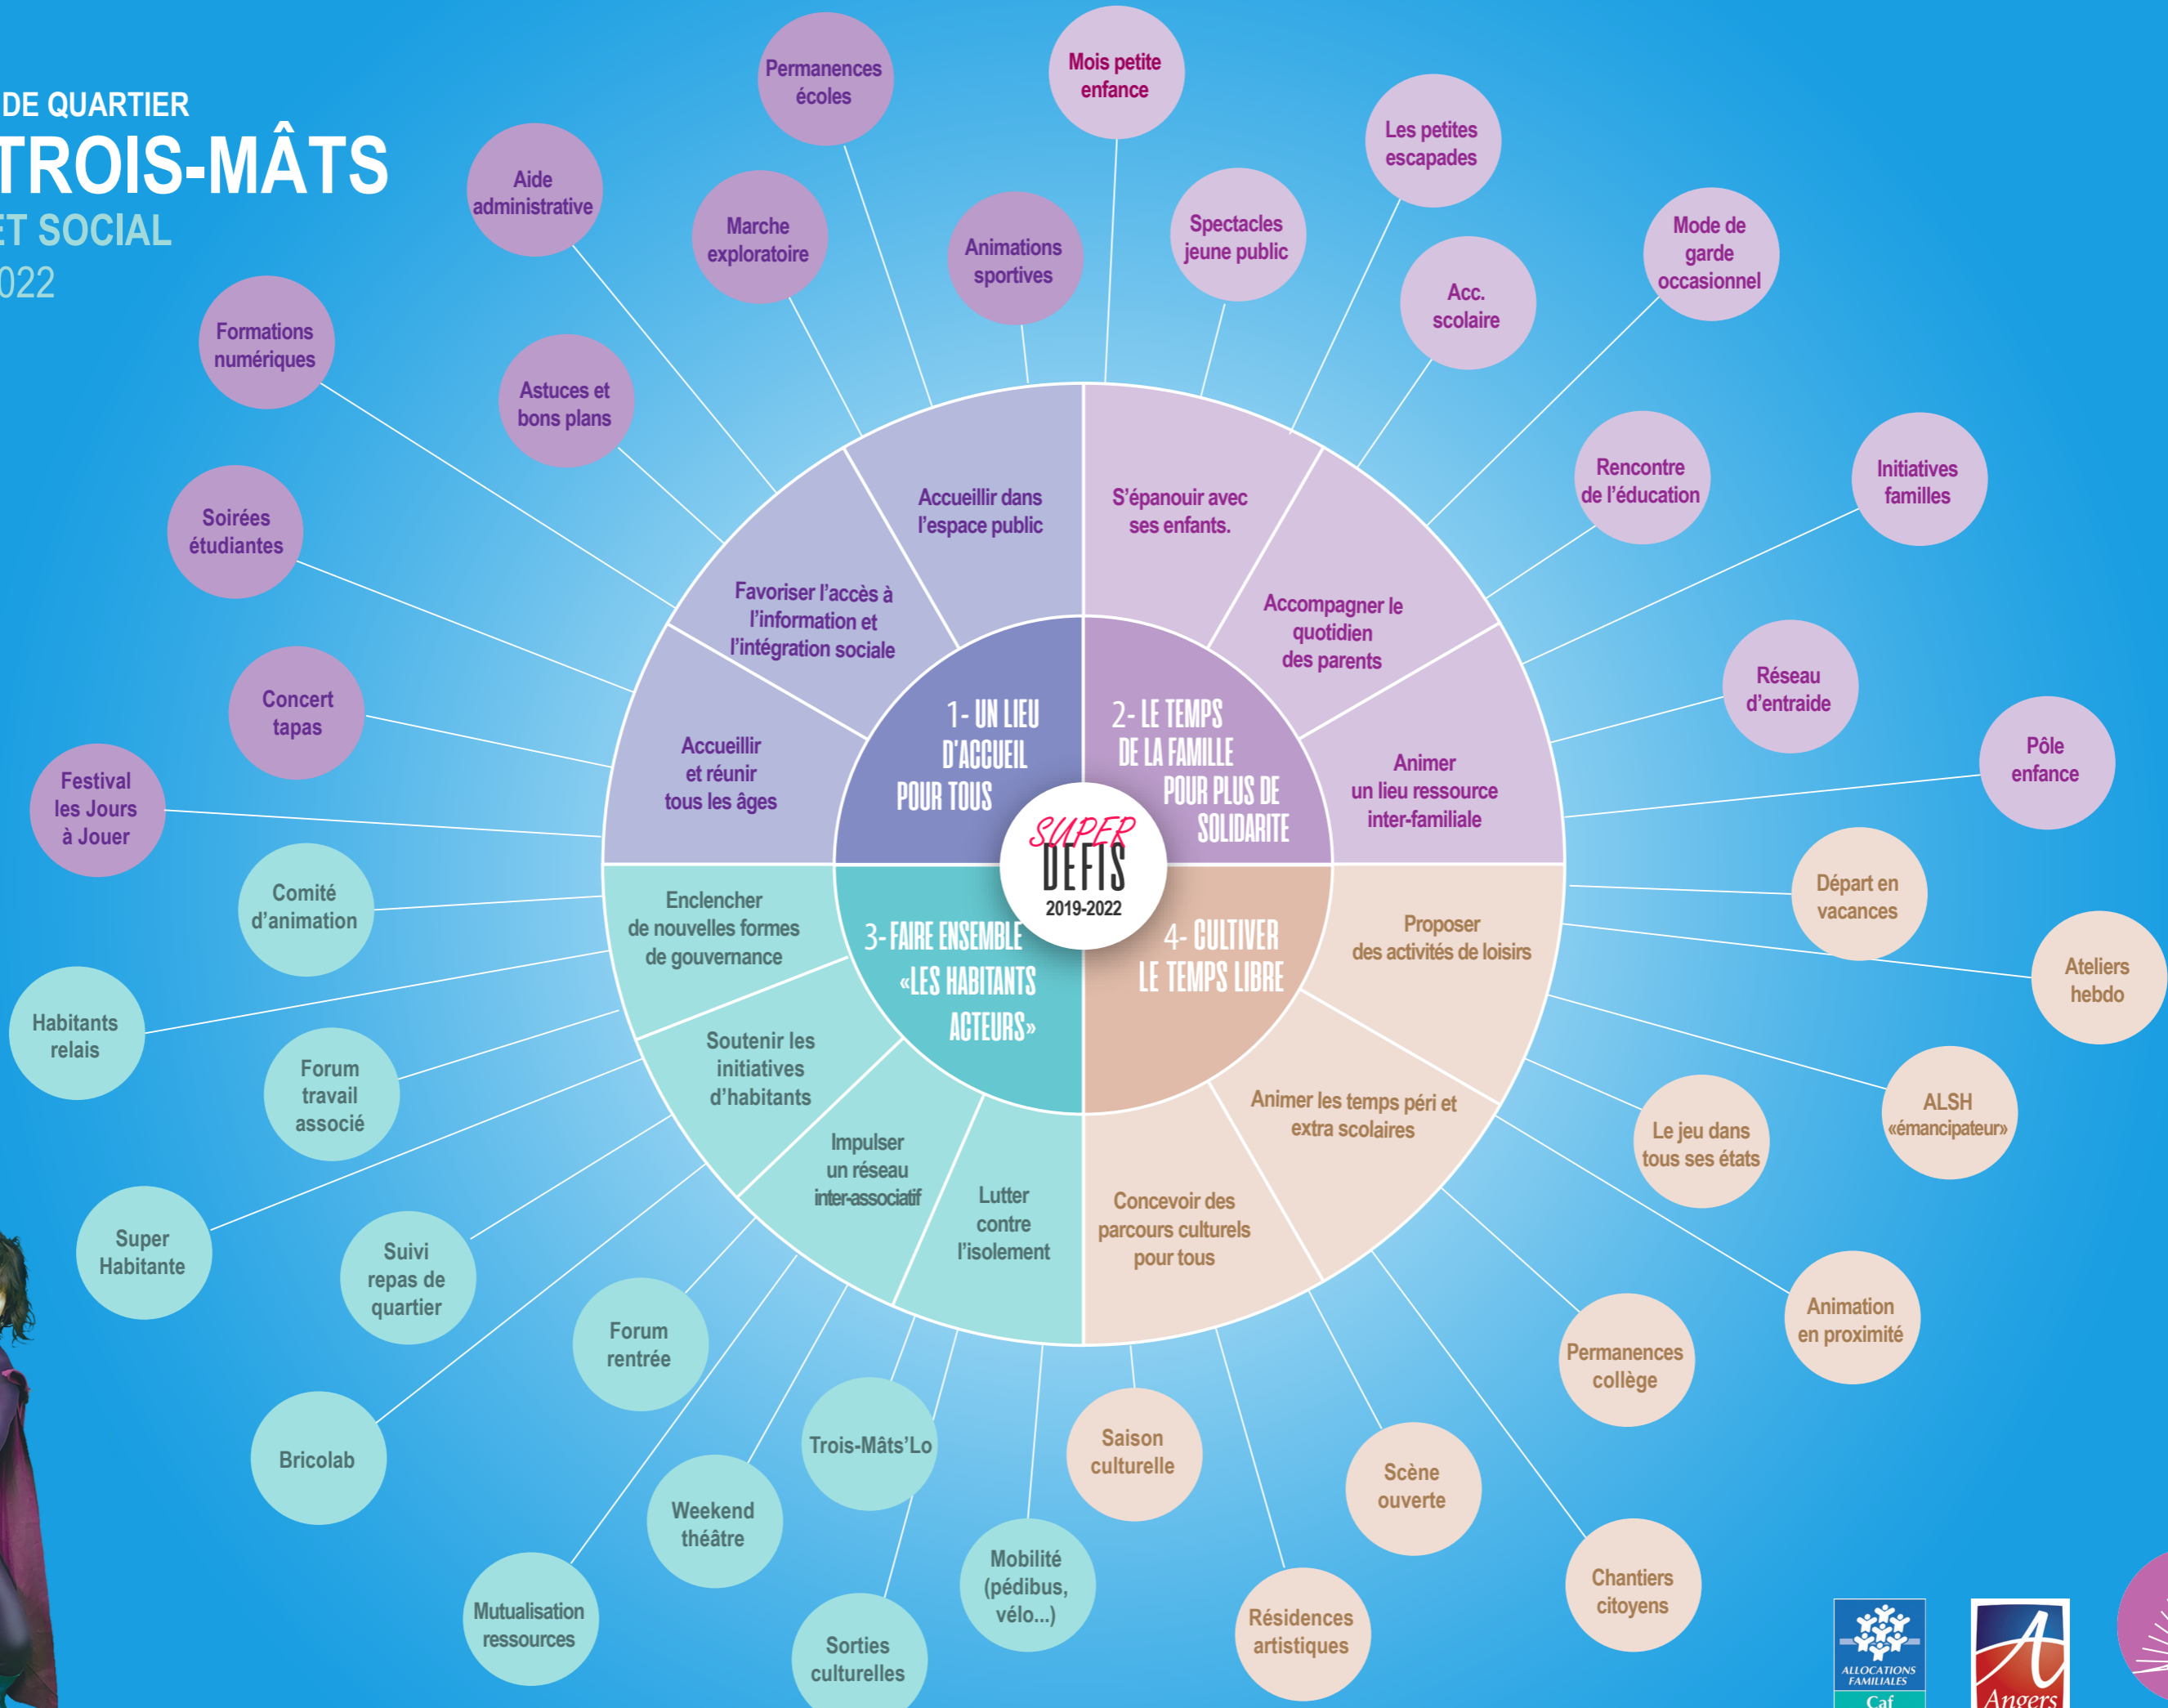 DE QUARTIER
TROIS-MÂTS
ET SOCIAL
022
Permanences
écoles
Mois petite
enfance
Les petites
escapades
Aide
administrative
Marche
exploratoire
Animations
sportives
Spectacles
jeune public
Acc.
scolaire
Mode de
garde
occasionnel
Formations
numériques
Astuces et
bons plans
Rencontre
de l'éducation
Initiatives
familles
Soirées
étudiantes
Concert
tapas
Festival
les Jours
à Jouer
Réseau
d'entraide
Pôle
enfance
Accueillir dans
l'espace public
S'épanouir avec
ses enfants.
Favoriser l'accès à
l'information et
l'intégration sociale
Accompagner le
quotidien
des parents
Accueillir
et réunir
tous les âges
Animer
un lieu ressource
inter-familiale
1- UN LIEU
D'ACCUEIL
POUR TOUS
2- LE TEMPS
DE LA FAMILLE
POUR PLUS DE
SOLIDARITE
SUPER
DEFIS
2019-2022
3- FAIRE ENSEMBLE
«LES HABITANTS
ACTEURS»
4- CULTIVER
LE TEMPS LIBRE
Enclencher
de nouvelles formes
de gouvernance
Soutenir les
initiatives
d'habitants
Impulser
un réseau
inter-associatif
Lutter
contre
l'isolement
Proposer
des activités de loisirs
Animer les temps péri et
extra scolaires
Concevoir des
parcours culturels
pour tous
Comité
d'animation
Habitants
relais
Forum
travail
associé
Super
Habitante
Suivi
repas de
quartier
Bricolab
Forum
rentrée
Mutualisation
ressources
Weekend
théâtre
Trois-Mâts'Lo
Sorties
culturelles
Mobilité
(pédibus,
vélo...)
Départ en
vacances
Ateliers
hebdo
ALSH
«émancipateur»
Le jeu dans
tous ses états
Animation
en proximité
Permanences
collège
Chantiers
citoyens
Scène
ouverte
Résidences
artistiques
Saison
culturelle
ALLOCATIONS
FAMILIALES
Caf
Angers